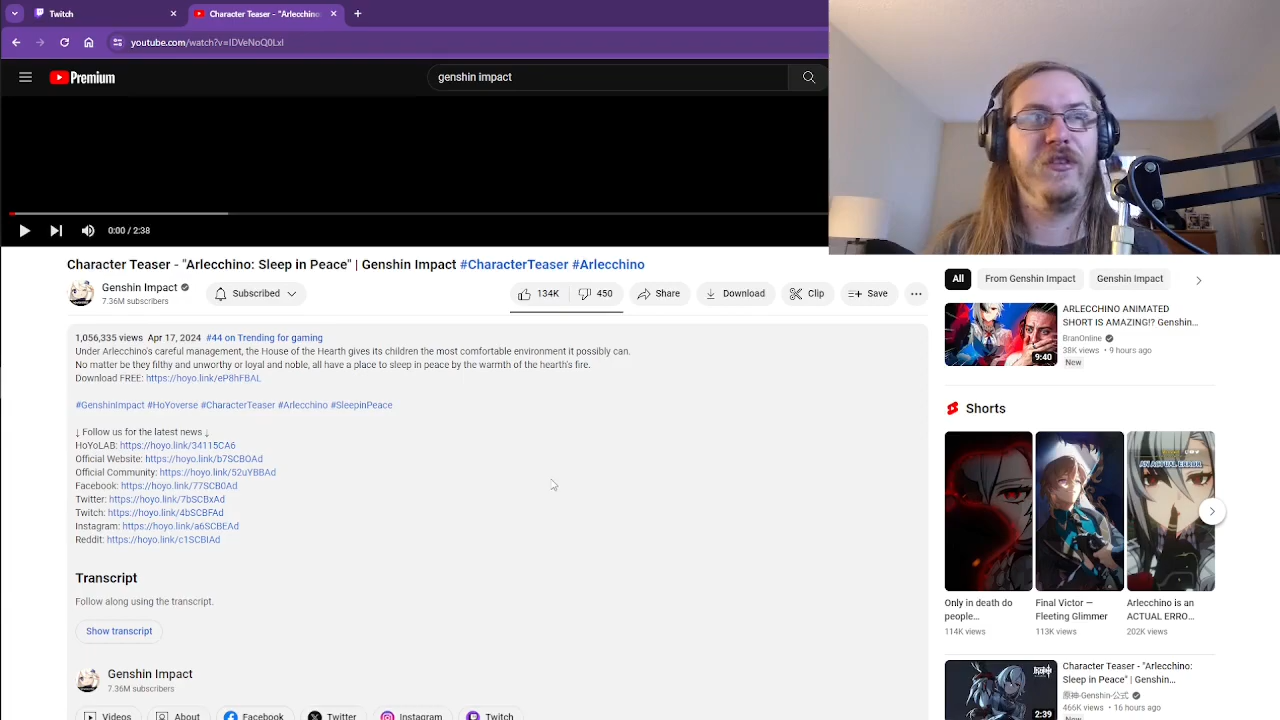 Twitch
Character Teaser - "Arlecchino:
youtube.com/watch?v=IDVeNoQ0LxI
Premium
genshin impact
0:00 / 2:38
Character Teaser - "Arlecchino: Sleep in Peace" | Genshin Impact #CharacterTeaser #Arlecchino
Genshin Impact
7.36M subscribers
Subscribed
134K
450
Share
Download
Clip
Save
1,056,335 views Apr 17, 2024 #44 on Trending for gaming
Under Arlecchino's careful management, the House of the Hearth gives its children the most comfortable environment it possibly can.
No matter be they filthy and unworthy or loyal and noble, all have a place to sleep in peace by the warmth of the hearth's fire.
Download FREE: https://hoyo.link/eP8hFBAL
#GenshinImpact #HoYoverse #CharacterTeaser #Arlecchino #SleepinPeace
↓ Follow us for the latest news ↓
HoYoLAB: https://hoyo.link/34115CA6
Official Website: https://hoyo.link/b7SCBOAd
Official Community: https://hoyo.link/52uYBBAd
Facebook: https://hoyo.link/77SCB0Ad
Twitter: https://hoyo.link/7bSCBxAd
Twitch: https://hoyo.link/4bSCBFAd
Instagram: https://hoyo.link/a6SCBEAd
Reddit: https://hoyo.link/c1SCBIAd
Transcript
Follow along using the transcript.
Show transcript
Genshin Impact
7.36M subscribers
Videos
About
Facebook
Twitter
Instagram
Twitch
All
From Genshin Impact
Genshin Impact
ARLECCHINO ANIMATED
SHORT IS AMAZING!? Genshin...
BranOnline
38K views • 9 hours ago
New
9:40
Shorts
AN ACTUAL ERROR
Only in death do
people...
114K views
Final Victor —
Fleeting Glimmer
113K views
Arlecchino is an
ACTUAL ERRO...
202K views
Character Teaser - "Arlecchino:
Sleep in Peace" | Genshin...
原神-Genshin-公式
466K views • 16 hours ago
New
2:39